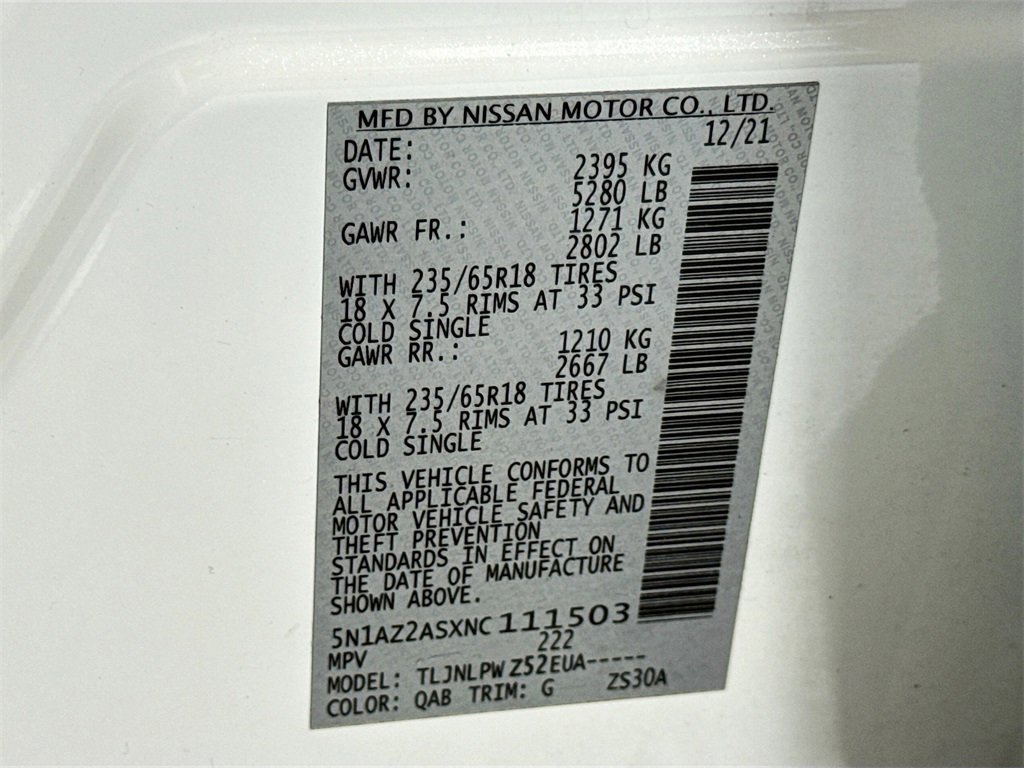 MFD BY NISSAN MOTOR CO., LTD.
DATE: 12/21
GVWR: 2395 KG
5280 LB
GAWR FR.: 1271 KG
2802 LB
WITH 235/65R18 TIRES
18 X 7.5 RIMS AT 33 PSI
COLD SINGLE
GAWR RR.: 1210 KG
2667 LB
WITH 235/65R18 TIRES
18 X 7.5 RIMS AT 33 PSI
COLD SINGLE
THIS VEHICLE CONFORMS TO
ALL APPLICABLE FEDERAL
MOTOR VEHICLE SAFETY AND
THEFT PREVENTION
STANDARDS IN EFFECT ON
THE DATE OF MANUFACTURE
SHOWN ABOVE.
5N1AZ2ASXNC111503
MPV 222
MODEL: TLJNLPW Z52EUA-----
COLOR: QAB TRIM: G ZS30A